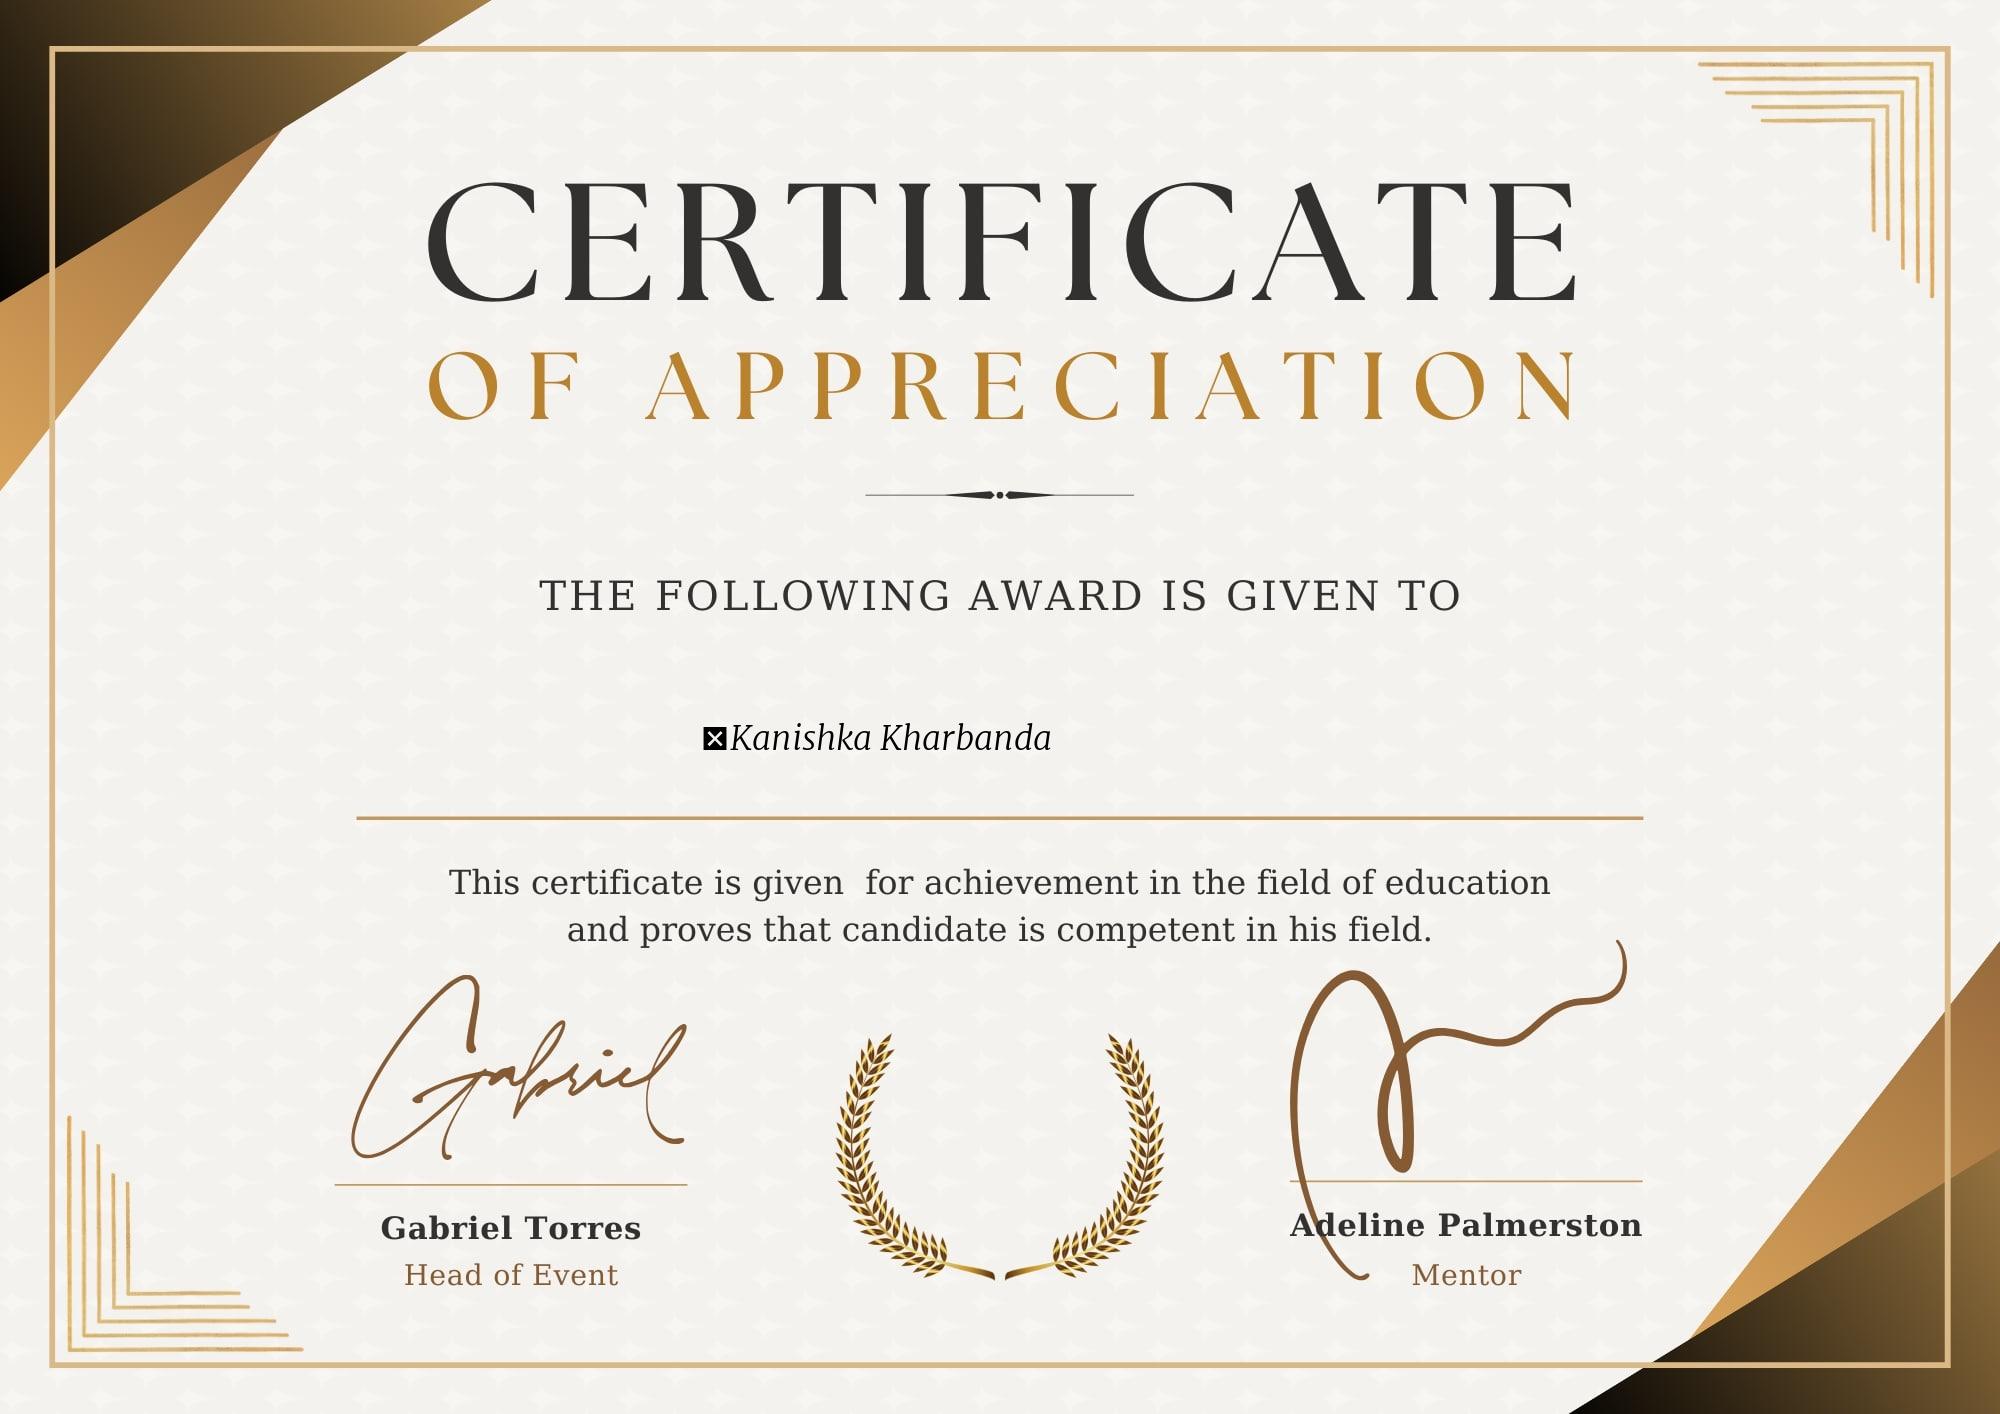 CERTIFICATE
OF APPRECIATION
THE FOLLOWING AWARD IS GIVEN TO
Kanishka Kharbanda
This certificate is given  for achievement in the field of education
and proves that candidate is competent in his field.
Gabriel
Gabriel Torres
Head of Event
Adeline Palmerston
Mentor